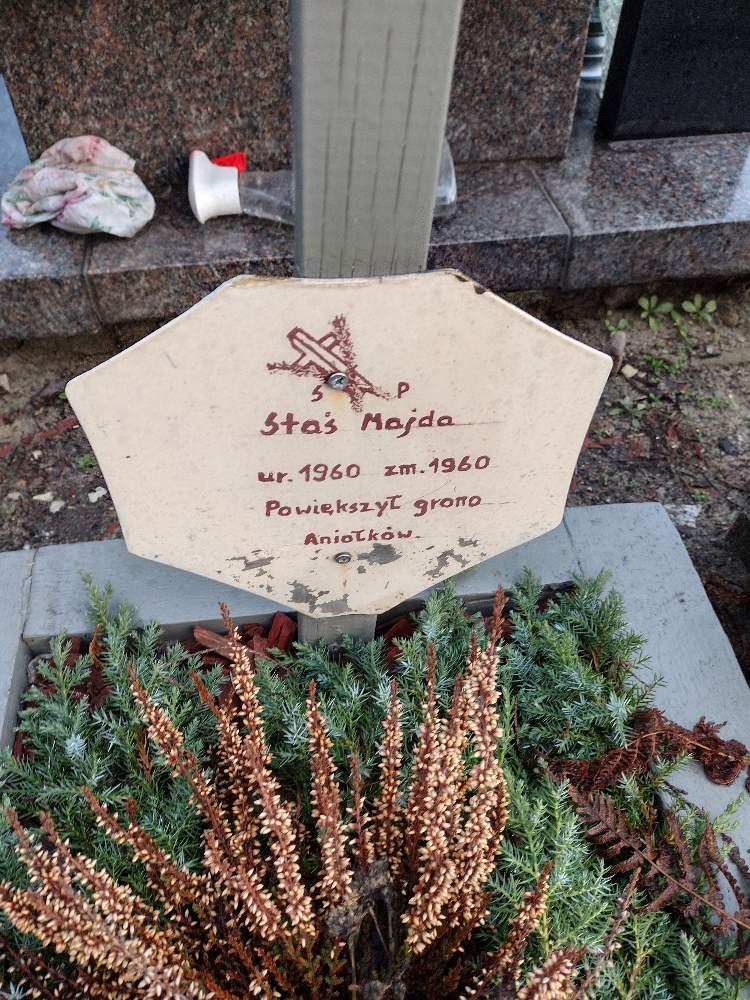 S P
Staś Majda
ur. 1960 zm. 1960
Powiększył grono
Aniołków.